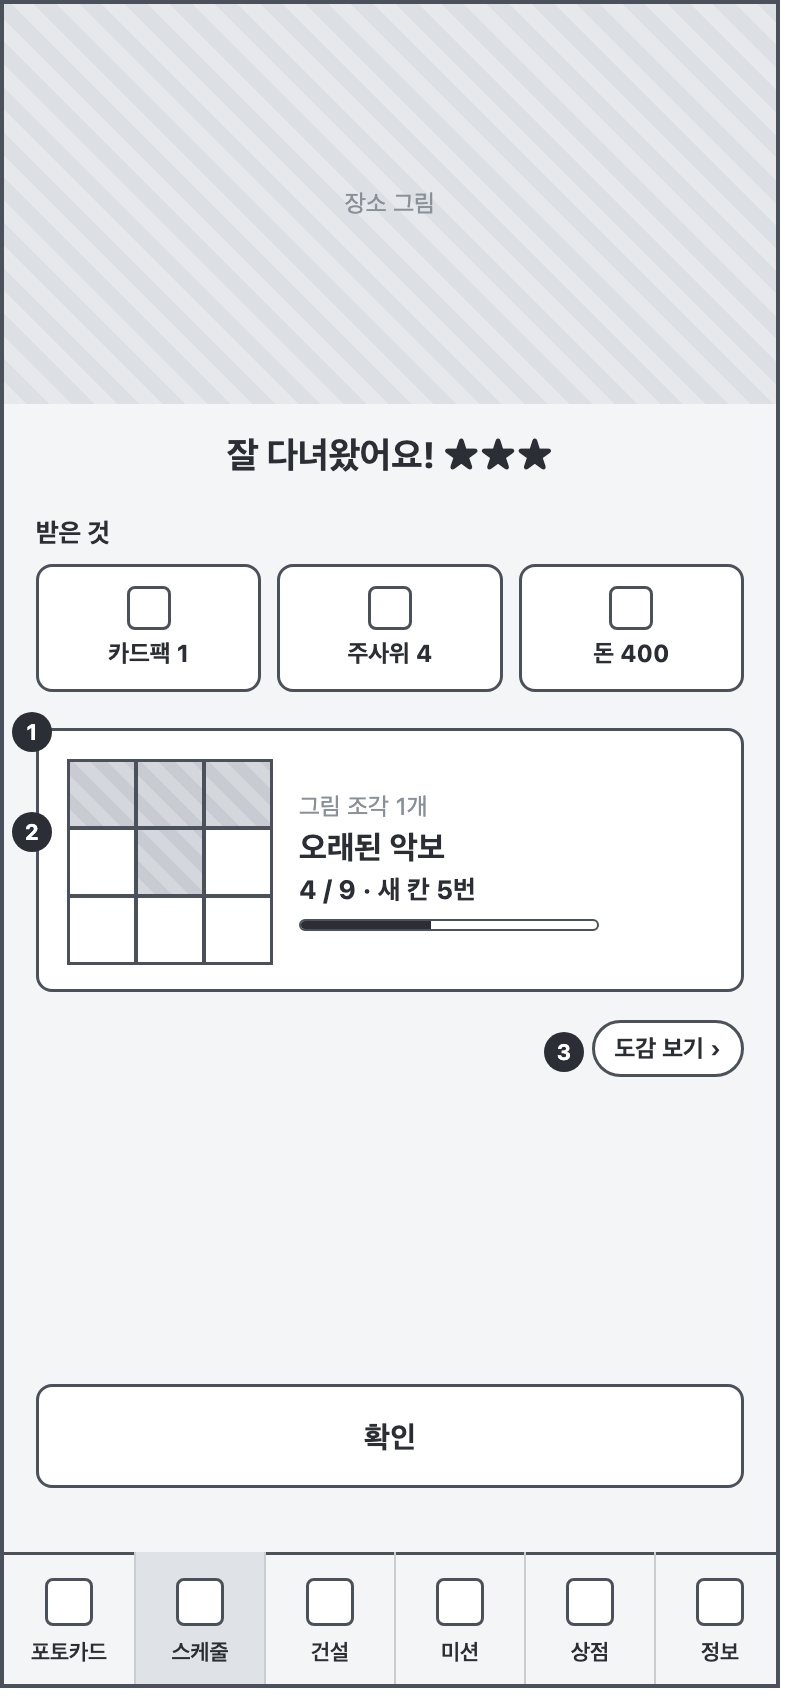 장소 그림
잘 다녀왔어요! ★★★
받은 것
카드팩 1
주사위 4
돈 400
1
2
그림 조각 1개
오래된 악보
4 / 9 · 새 칸 5번
3
도감 보기 ›
확인
포토카드
스케줄
건설
미션
상점
정보